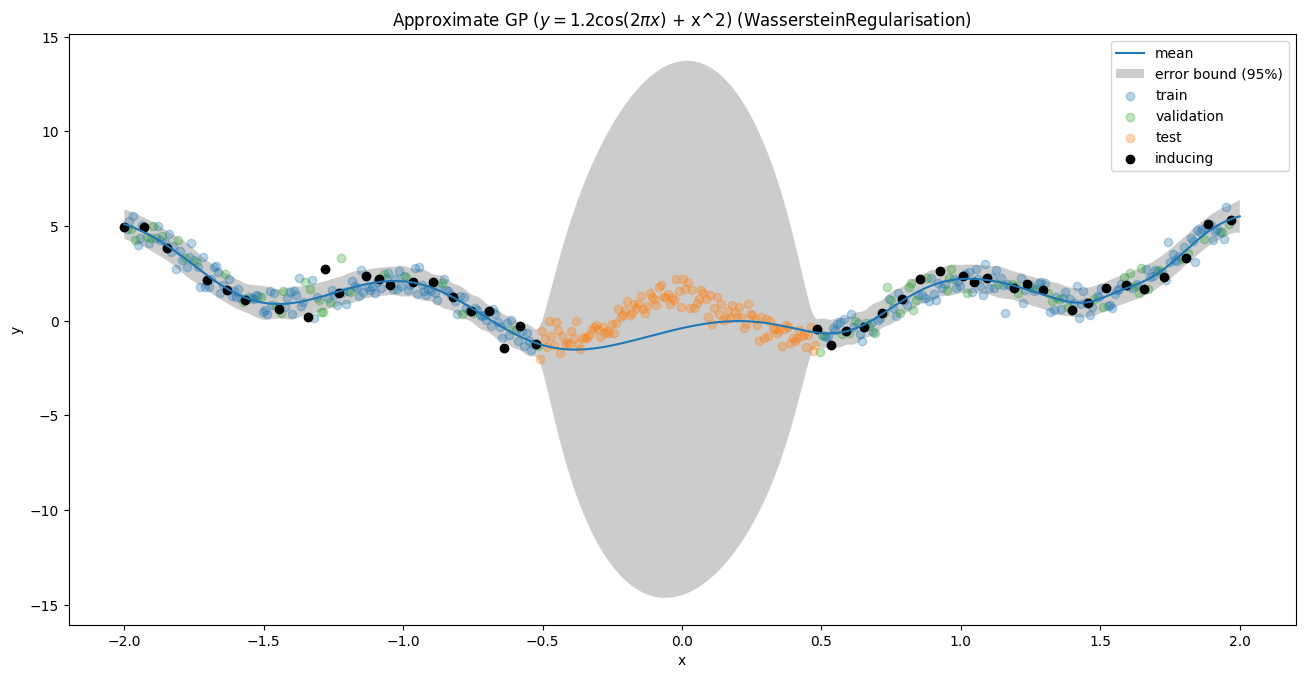 Approximate GP (y = 1.2cos(2πx) + x^2) (WassersteinRegularisation)
mean
error bound (95%)
train
validation
test
inducing
15
10
5
0
−5
−10
−15
y
−2.0 −1.5 −1.0 −0.5 0.0 0.5 1.0 1.5 2.0
x